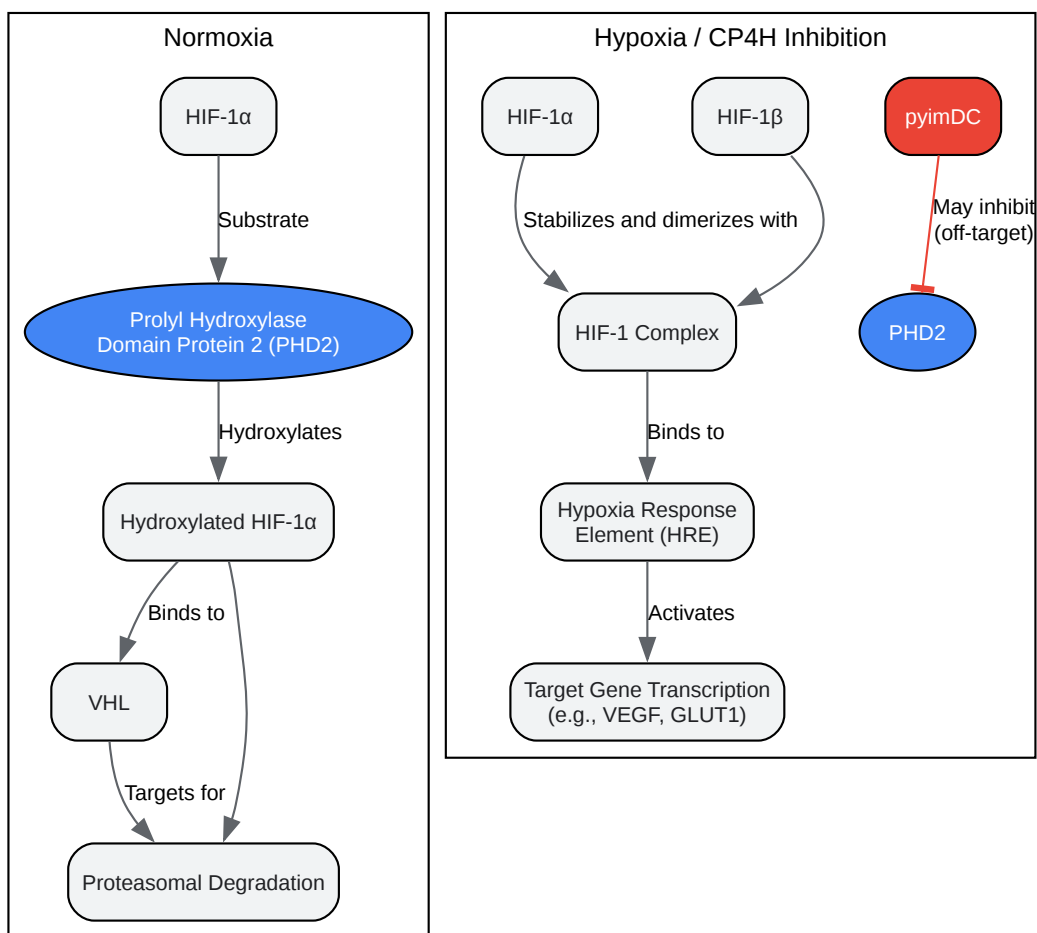 Normoxia
HIF-1α
Substrate
Prolyl Hydroxylase
Domain Protein 2 (PHD2)
Hydroxylates
Hydroxylated HIF-1α
Binds to
VHL
Targets for
Proteasomal Degradation
Hypoxia / CP4H Inhibition
HIF-1α
HIF-1β
pyimDC
Stabilizes and dimerizes with
May inhibit
(off-target)
HIF-1 Complex
PHD2
Binds to
Hypoxia Response
Element (HRE)
Activates
Target Gene Transcription
(e.g., VEGF, GLUT1)